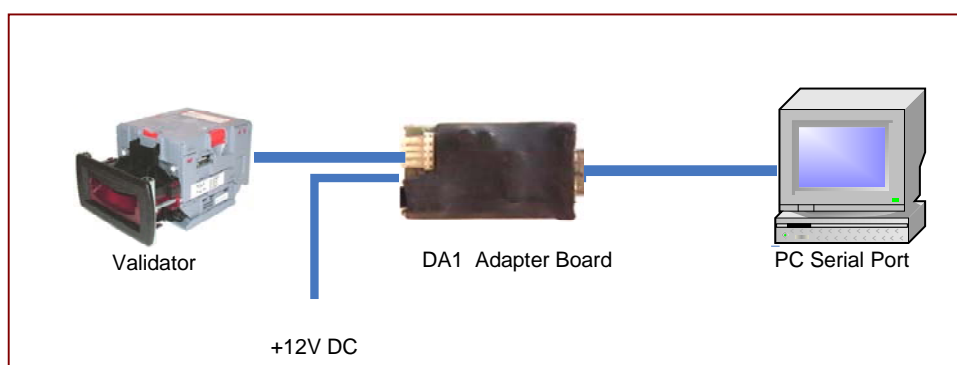 Validator
DA1 Adapter Board
PC Serial Port
+12V DC